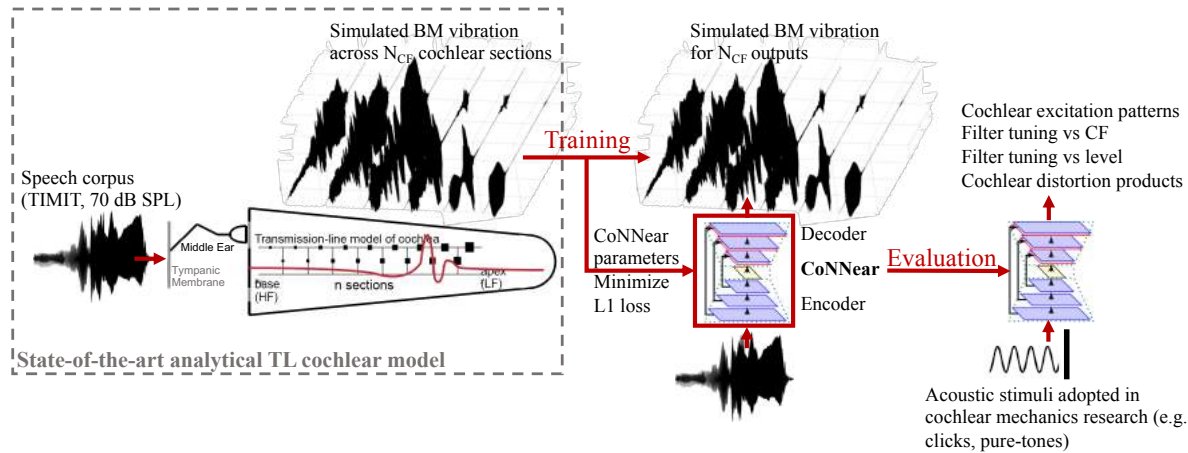 Simulated BM vibration
across N_CF cochlear sections
Simulated BM vibration
for N_CF outputs
Speech corpus
(TIMIT, 70 dB SPL)
Middle Ear
Tympanic
Membrane
Transmission-line model of cochlea
base
(HF)
n sections
apex
(LF)
State-of-the-art analytical TL cochlear model
Training
CoNNear
parameters
Minimize
L1 loss
Decoder
CoNNear
Encoder
Evaluation
Cochlear excitation patterns
Filter tuning vs CF
Filter tuning vs level
Cochlear distortion products
Acoustic stimuli adopted in
cochlear mechanics research (e.g.
clicks, pure-tones)